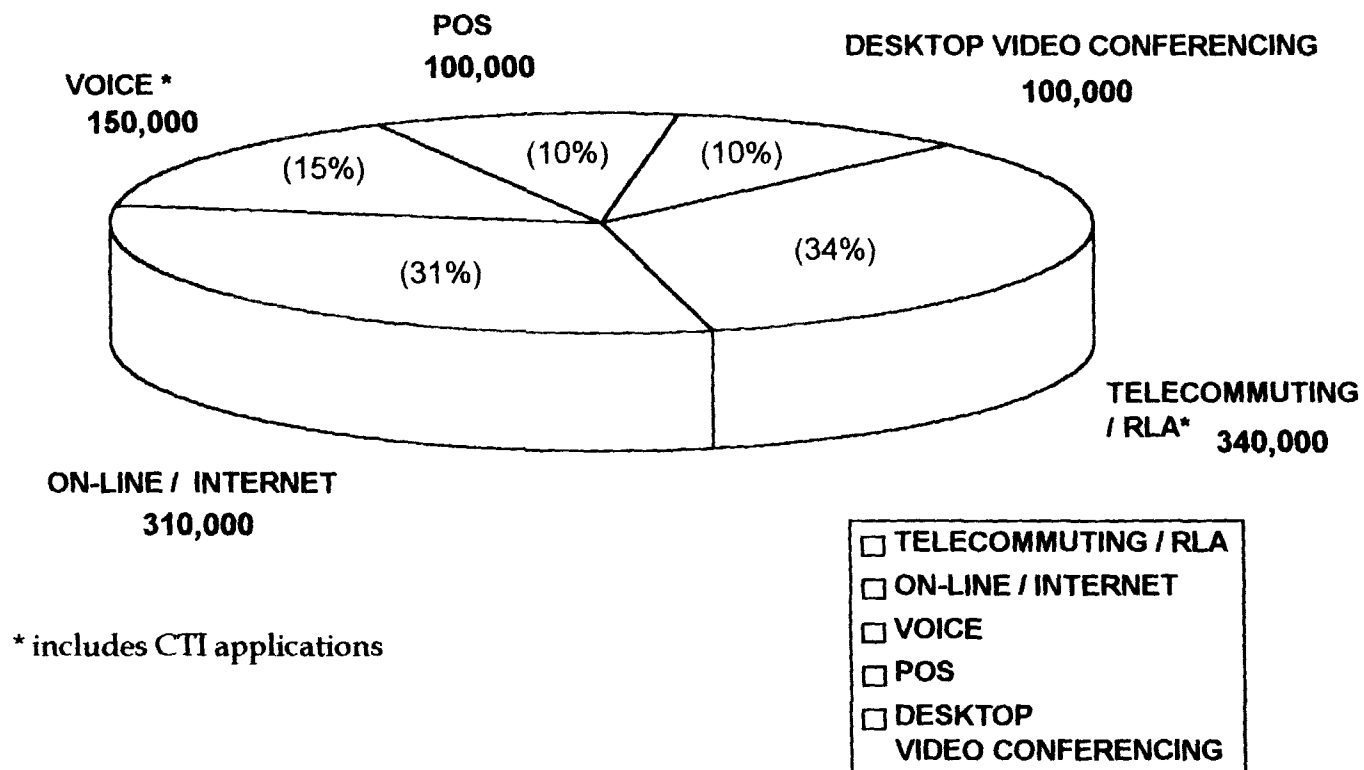 POS
100,000
DESKTOP VIDEO CONFERENCING
100,000
VOICE *
150,000
(15%)
(10%)
(10%)
(31%)
(34%)
TELECOMMUTING
/ RLA* 340,000
ON-LINE / INTERNET
310,000
* includes CTI applications
TELECOMMUTING / RLA
ON-LINE / INTERNET
VOICE
POS
DESKTOP
VIDEO CONFERENCING